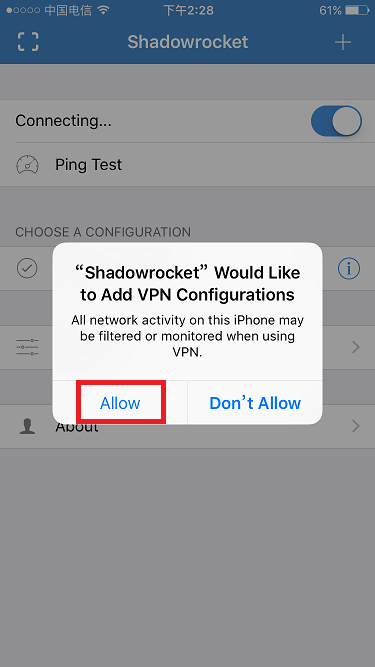 中国电信 下午2:28 61%
Shadowrocket
Connecting...
Ping Test
CHOOSE A CONFIGURATION
“Shadowrocket” Would Like
to Add VPN Configurations
All network activity on this iPhone may
be filtered or monitored when using
VPN.
Allow Don’t Allow
About